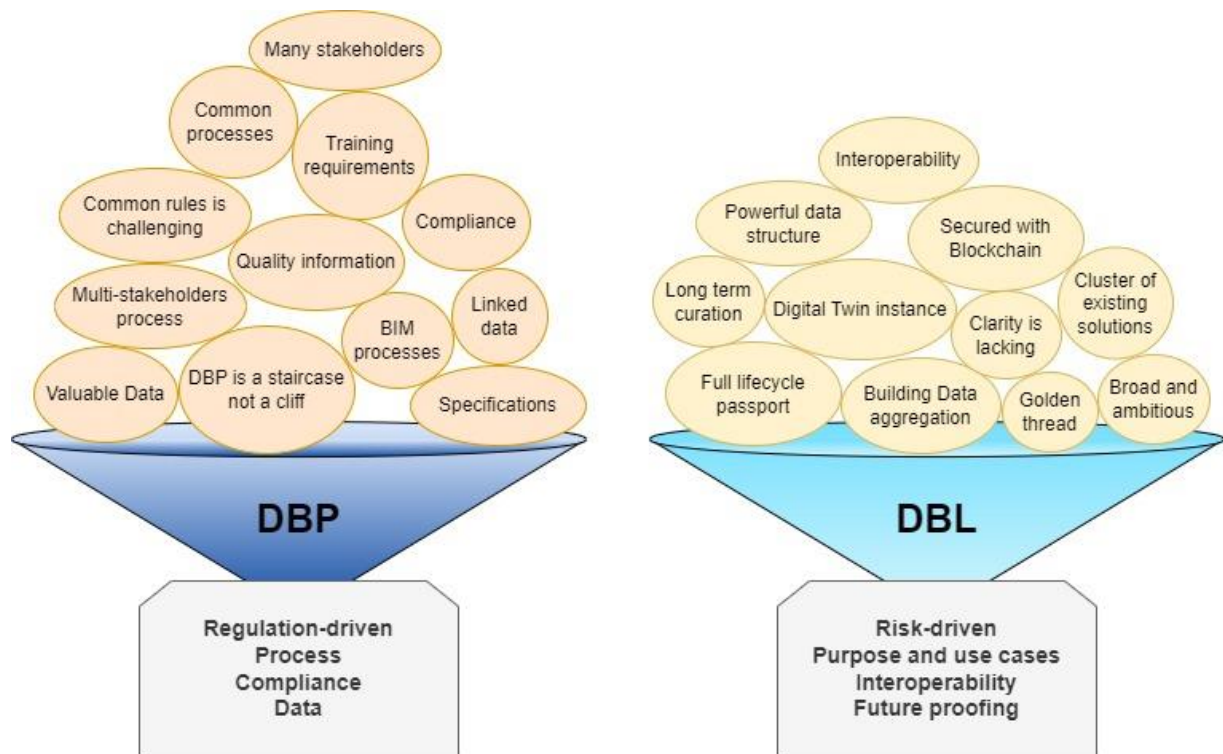 Many stakeholders
Common
processes
Training
requirements
Common rules is
challenging
Compliance
Quality information
Multi-stakeholders
process
BIM
processes
Linked
data
Valuable Data
DBP is a staircase
not a cliff
Specifications
DBP
Regulation-driven
Process
Compliance
Data
Interoperability
Powerful data
structure
Secured with
Blockchain
Long term
curation
Digital Twin instance
Clarity is
lacking
Cluster of
existing
solutions
Full lifecycle
passport
Building Data
aggregation
Golden
thread
Broad and
ambitious
DBL
Risk-driven
Purpose and use cases
Interoperability
Future proofing